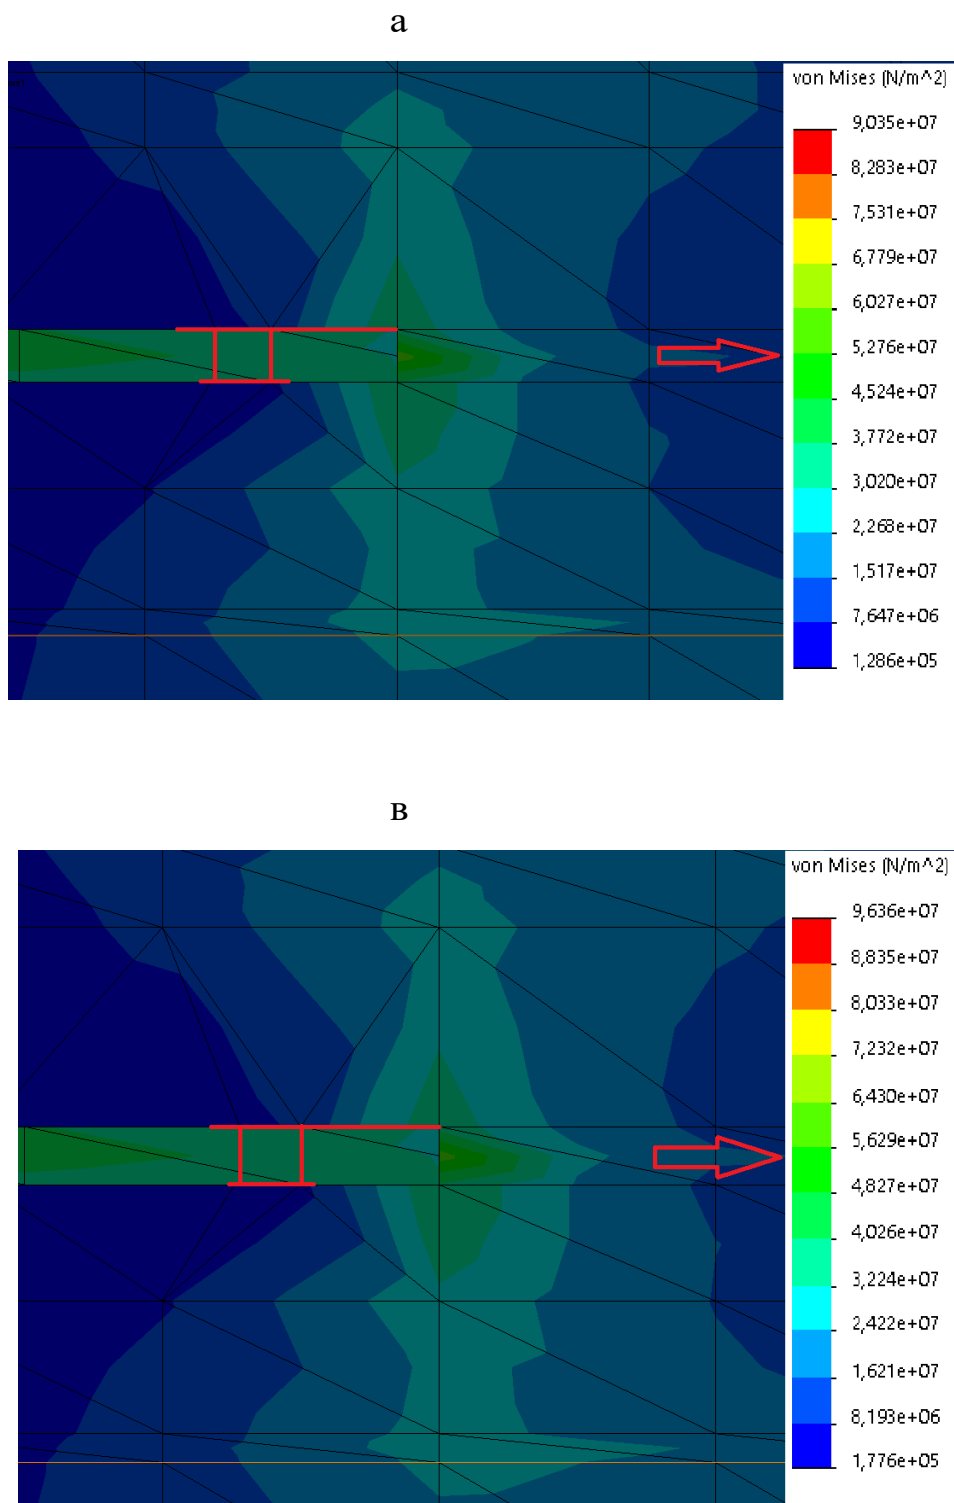 а
von Mises (N/m^2)
9,035e+07
8,283e+07
7,531e+07
6,779e+07
6,027e+07
5,276e+07
4,524e+07
3,772e+07
3,020e+07
2,268e+07
1,517e+07
7,647e+06
1,286e+05
в
von Mises (N/m^2)
9,636e+07
8,835e+07
8,033e+07
7,232e+07
6,430e+07
5,629e+07
4,827e+07
4,026e+07
3,224e+07
2,422e+07
1,621e+07
8,193e+06
1,776e+05